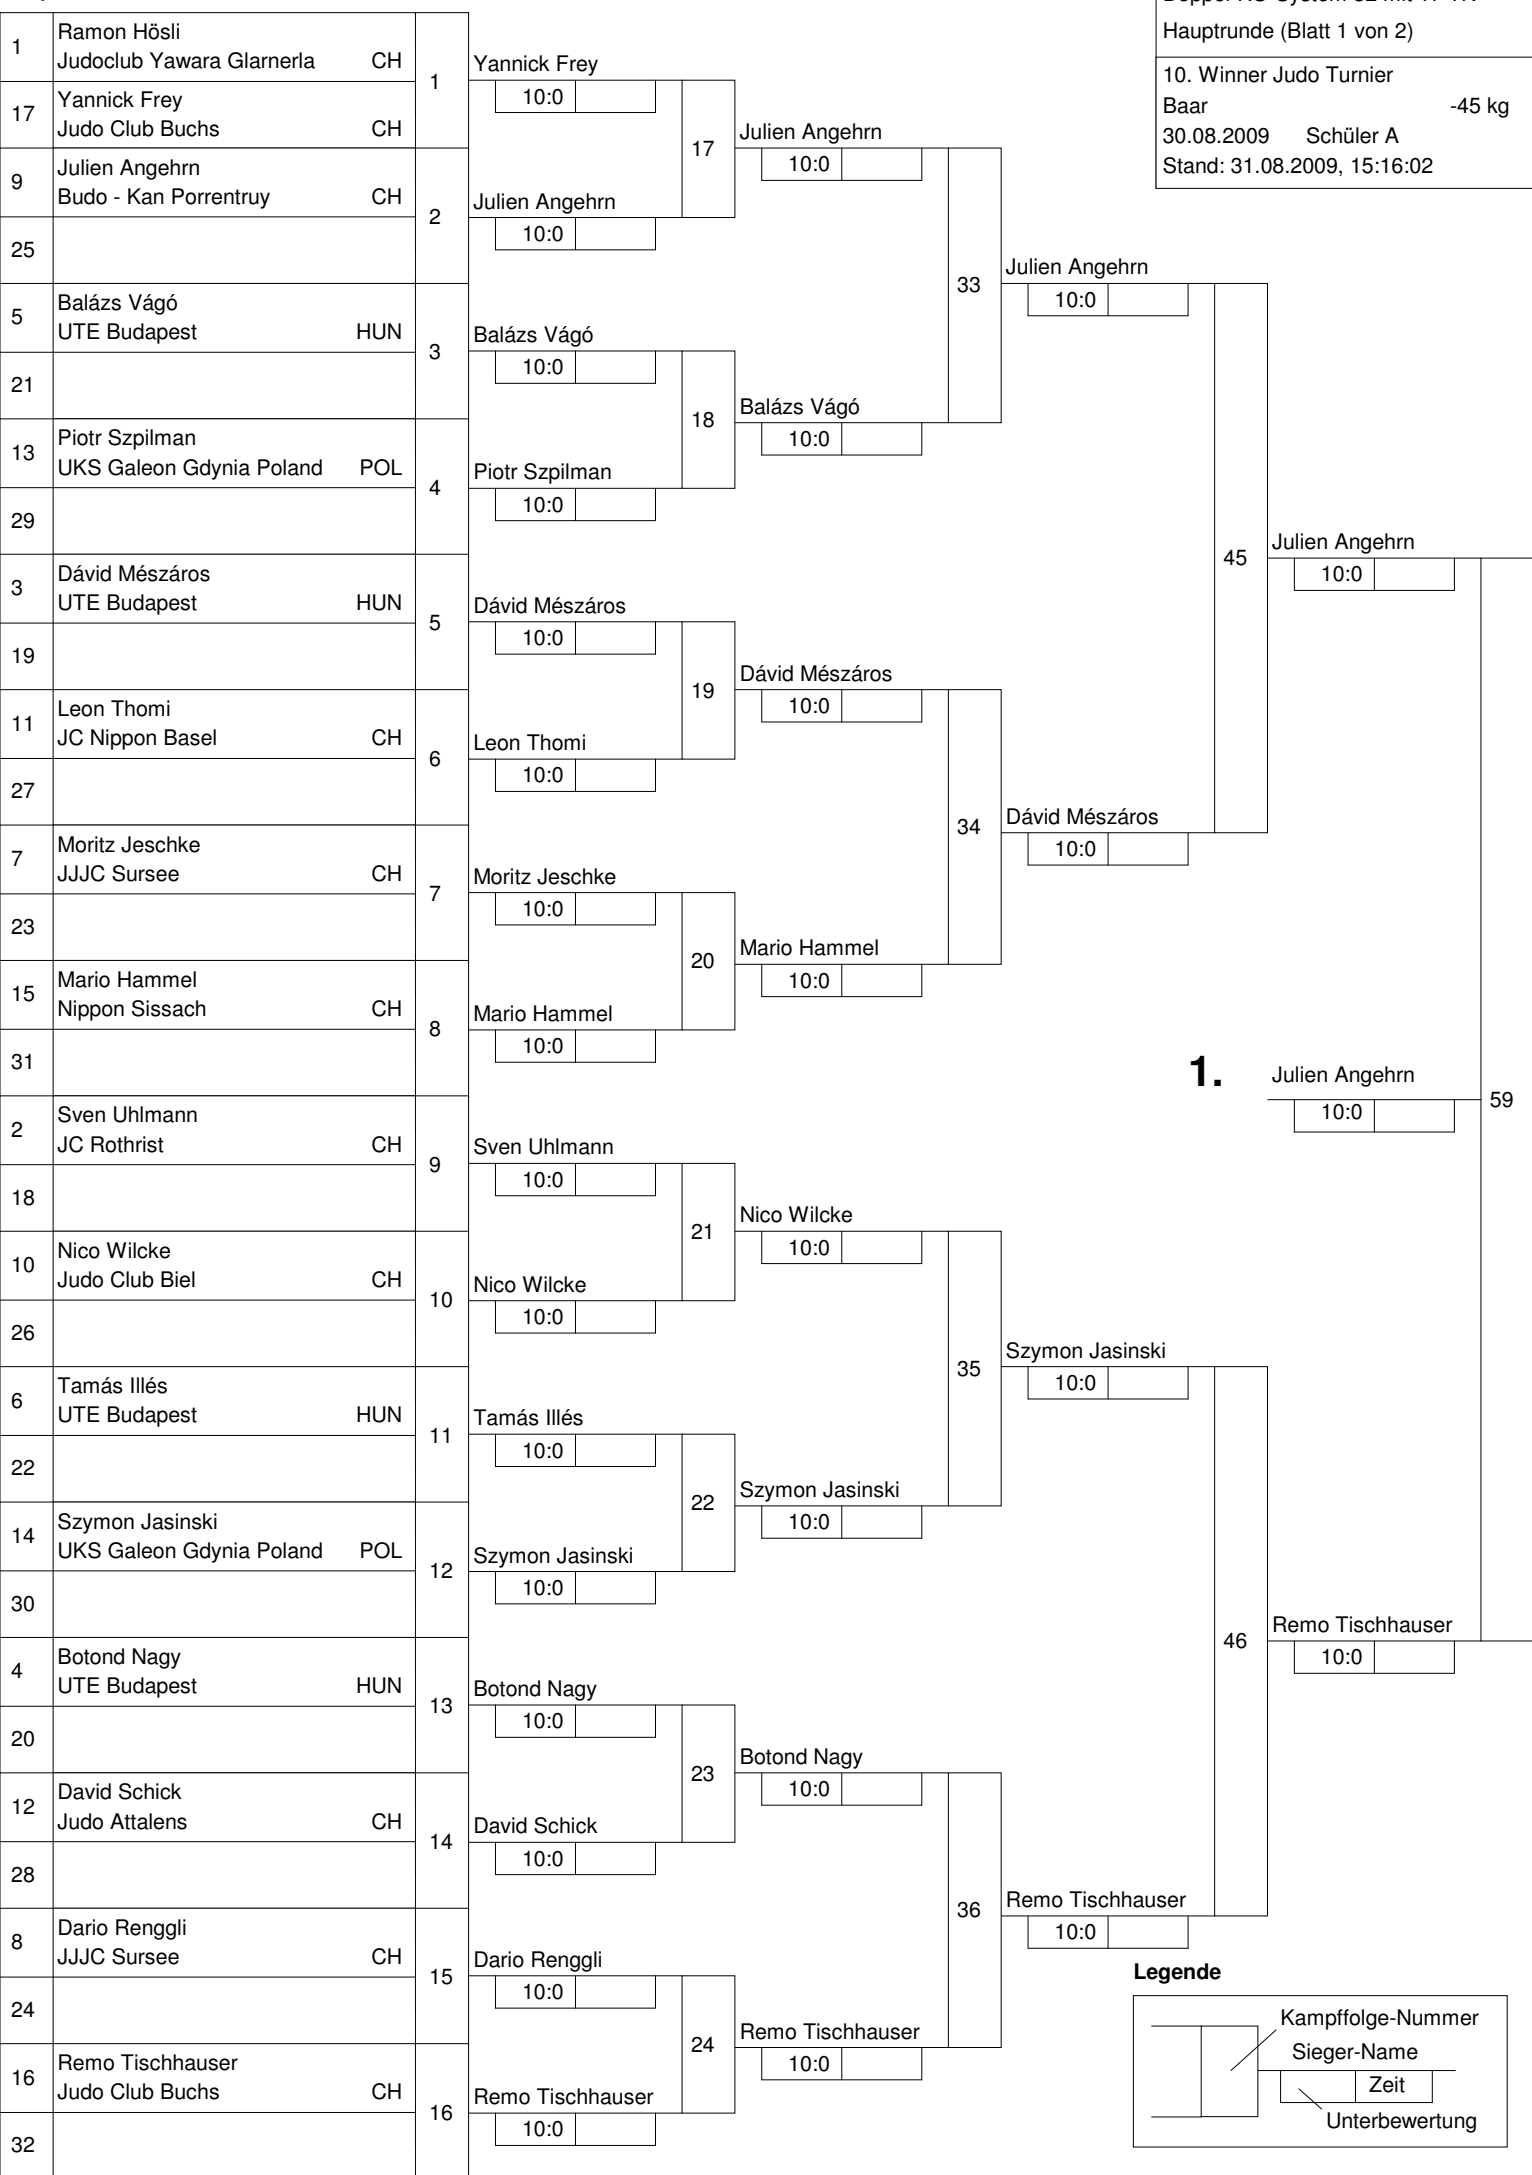 Hauptrunde (Blatt 1 von 2)
10. Winner Judo Turnier
Baar -45 kg
30.08.2009 Schüler A
Stand: 31.08.2009, 15:16:02
1 Ramon Hösli
Judoclub Yawara Glarnerla CH
1
17 Yannick Frey
Judo Club Buchs CH
9 Julien Angehrn
Budo - Kan Porrentruy CH
2
25
5 Balázs Vágó
UTE Budapest HUN
3
21
13 Piotr Szpilman
UKS Galeon Gdynia Poland POL
4
29
3 Dávid Mészáros
UTE Budapest HUN
5
19
11 Leon Thomi
JC Nippon Basel CH
6
27
7 Moritz Jeschke
JJJC Sursee CH
7
23
15 Mario Hammel
Nippon Sissach CH
8
31
2 Sven Uhlmann
JC Rothrist CH
9
18
10 Nico Wilcke
Judo Club Biel CH
10
26
6 Tamás Illés
UTE Budapest HUN
11
22
14 Szymon Jasinski
UKS Galeon Gdynia Poland POL
12
30
4 Botond Nagy
UTE Budapest HUN
13
20
12 David Schick
Judo Attalens CH
14
28
8 Dario Renggli
JJJC Sursee CH
15
24
16 Remo Tischhauser
Judo Club Buchs CH
16
32
Yannick Frey
10:0
17
Julien Angehrn
10:0
Balázs Vágó
10:0
18
Piotr Szpilman
10:0
Dávid Mészáros
10:0
19
Leon Thomi
10:0
Moritz Jeschke
10:0
20
Mario Hammel
10:0
Sven Uhlmann
10:0
21
Nico Wilcke
10:0
Tamás Illés
10:0
22
Szymon Jasinski
10:0
Botond Nagy
10:0
23
David Schick
10:0
Dario Renggli
10:0
24
Remo Tischhauser
10:0
Julien Angehrn
10:0
33
Balázs Vágó
10:0
Dávid Mészáros
10:0
34
Mario Hammel
10:0
Nico Wilcke
10:0
35
Szymon Jasinski
10:0
Botond Nagy
10:0
36
Remo Tischhauser
10:0
Julien Angehrn
10:0
45
Dávid Mészáros
10:0
Szymon Jasinski
10:0
46
Remo Tischhauser
10:0
Julien Angehrn
10:0
1. Julien Angehrn
10:0
59
Remo Tischhauser
10:0
Legende
Kampffolge-Nummer
Sieger-Name
Zeit
Unterbewertung